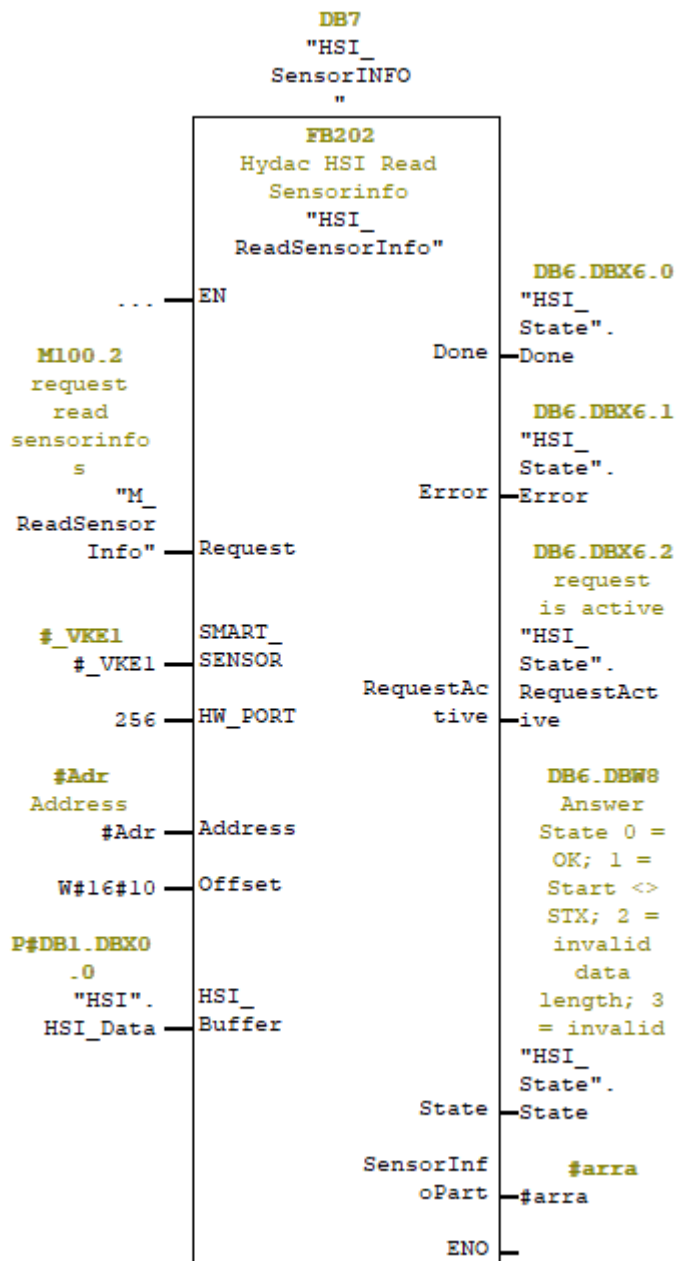 DB7
"HSI_
SensorINFO
"
FB202
Hydac HSI Read
Sensorinfo
"HSI_
ReadSensorInfo"
... EN
DB6.DBX6.0
"HSI_
State".
Done Done
M100.2
request
read
sensorinfo
s
"M_
ReadSensor
Info" Request
DB6.DBX6.1
"HSI_
State".
Error Error
DB6.DBX6.2
request
is active
"HSI_
State".
RequestAc RequestAct
tive ive
#_VKE1 SMART_
#_VKE1 SENSOR
256 HW_PORT
#Adr
Address
#Adr Address
W#16#10 Offset
P#DB1.DBX0
.0
"HSI". HSI_
HSI_Data Buffer
DB6.DBW8
Answer
State 0 =
OK; 1 =
Start <>
STX; 2 =
invalid
data
length; 3
= invalid
"HSI_
State".
State State
SensorInf #arra
oPart #arra
ENO